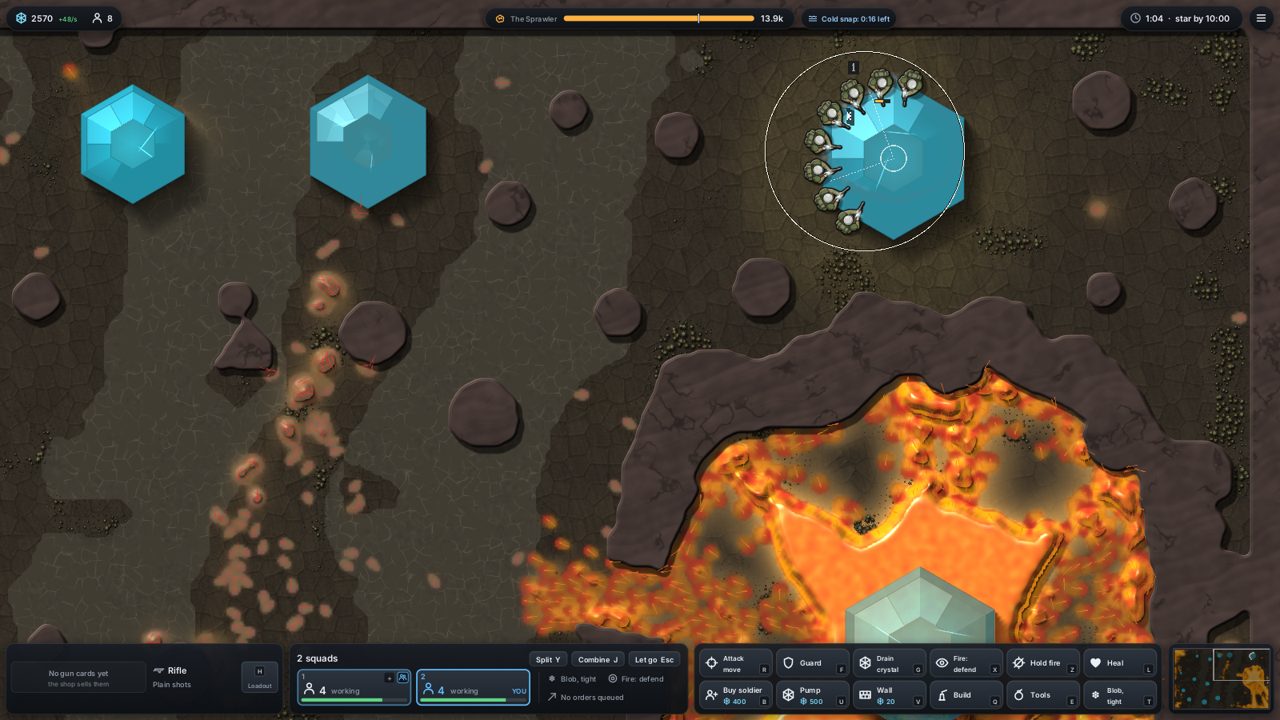 2570 +48/s 8
The Sprawler 13.9k
Cold snap: 0:16 left
1:04 · star by 10:00
1
No gun cards yet
the shop sells them
Rifle
Plain shots
H
Loadout
2 squads
Split Y
Combine J
Let go Esc
1
4 working
+
2
4 working YOU
Blob, tight
Fire: defend
No orders queued
Attack move R
Guard F
Drain crystal G
Fire: defend X
Hold fire Z
Heal L
Buy soldier 400 B
Pump 500 U
Wall 20 V
Build Q
Tools E
Blob, tight T